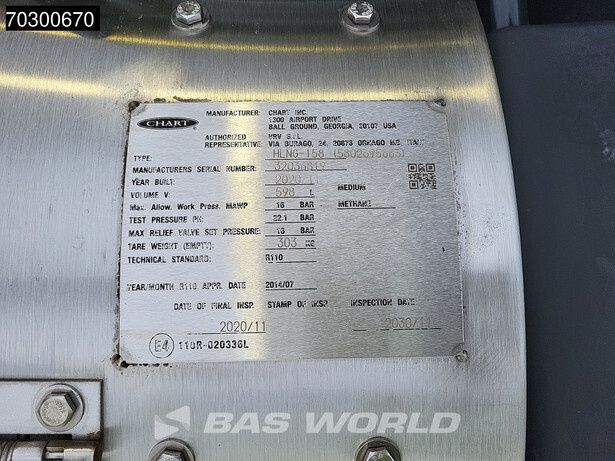 70300670
MANUFACTURER: CHART INC.
1300 AIRPORT DRIVE
BALL GROUND, GEORGIA, 30107 USA
CHART
AUTHORIZED REPRESENTATIVE: VRV S.r.L.
VIA BURAGO, 24, 20876 ORNAGO MB, ITALY
TYPE: HLNG-158 (5802695663)
MANUFACTURERS SERIAL NUMBER:
YEAR BUILT: 2020/11
VOLUME V: 598 L MEDIUM
Max. Allow. Work Press. MAWP 16 BAR METHANE
TEST PRESSURE PH: 22.1 BAR
MAX RELIEF VALVE SET PRESSURE: 16 BAR
TARE WEIGHT (EMPTY): 303 KG
TECHNICAL STANDARD: R110
YEAR/MONTH R110 APPR. DATE 2014/07
DATE OF FINAL INSP. STAMP OF INSP. INSPECTION DATE
2020/11 2030/11
E4 110R-020336L
BAS WORLD